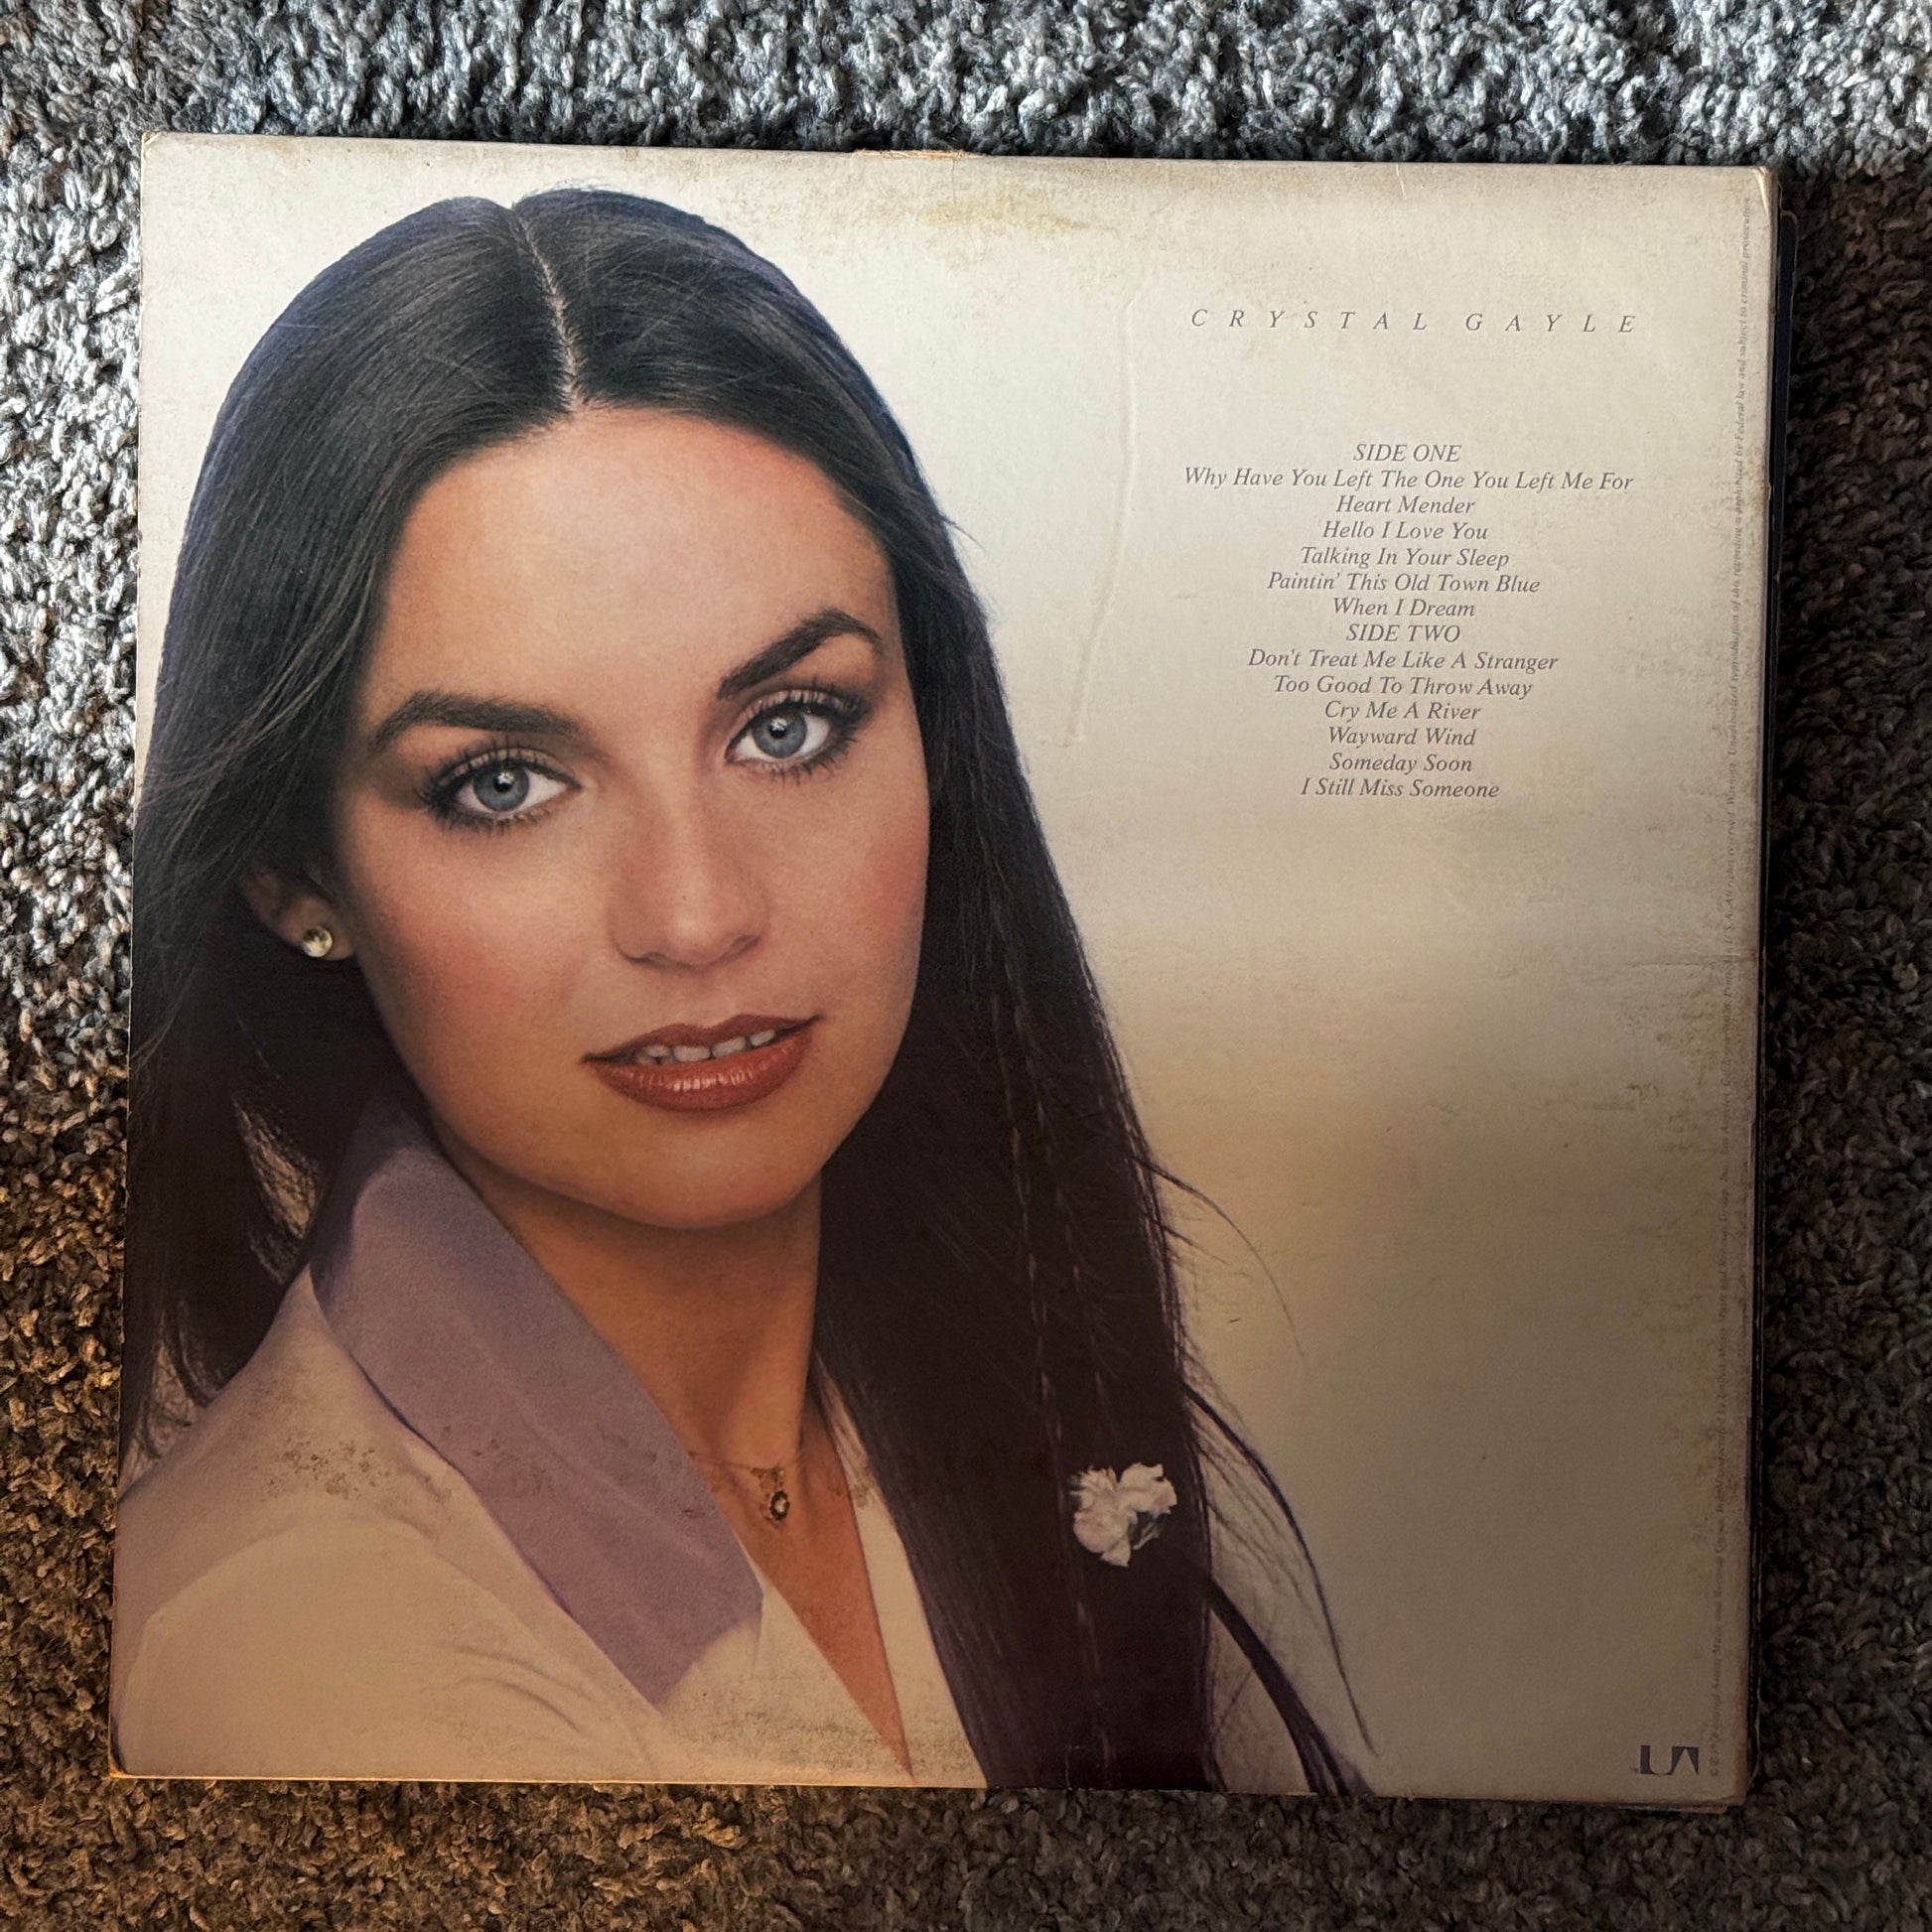 CRYSTAL GAYLE
SIDE ONE
Why Have You Left The One You Left Me For
Heart Mender
Hello I Love You
Talking In Your Sleep
Paintin' This Old Town Blue
When I Dream
SIDE TWO
Don't Treat Me Like A Stranger
Too Good To Throw Away
Cry Me A River
Wayward Wind
Someday Soon
I Still Miss Someone
UA